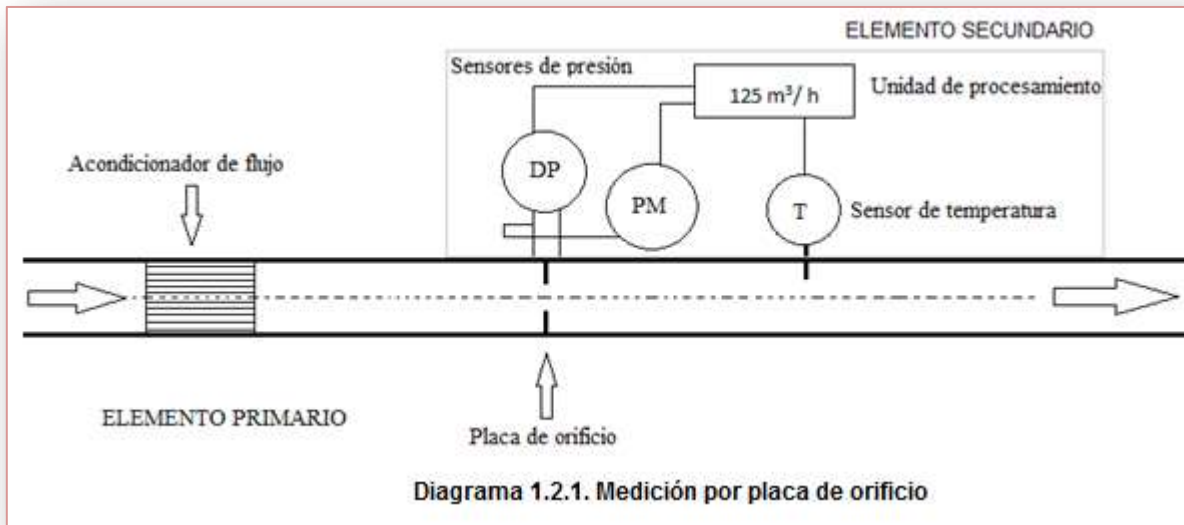 ELEMENTO SECUNDARIO
Sensores de presión
125 m³/ h
Unidad de procesamiento
Acondicionador de flujo
DP
PM
T
Sensor de temperatura
ELEMENTO PRIMARIO
Placa de orificio
Diagrama 1.2.1. Medición por placa de orificio